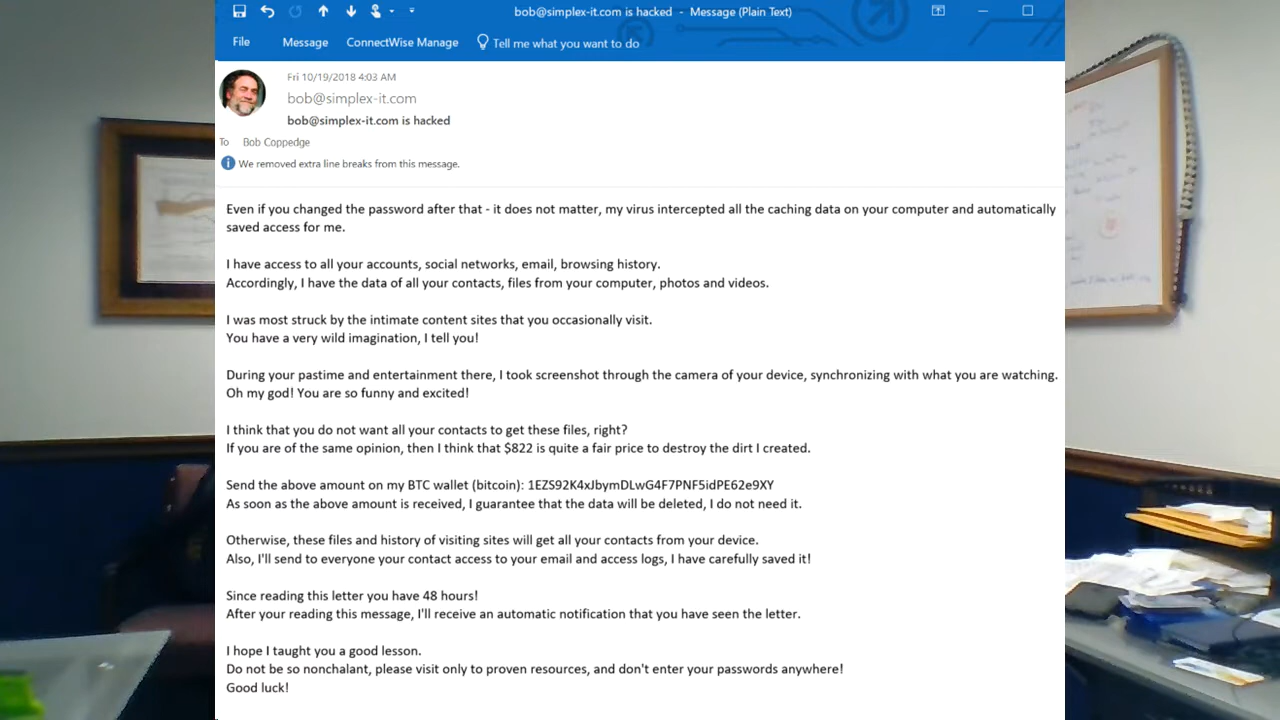 bob@simplex-it.com is hacked - Message (Plain Text)
File Message ConnectWise Manage Tell me what you want to do
Fri 10/19/2018 4:03 AM
bob@simplex-it.com
bob@simplex-it.com is hacked
To Bob Coppedge
We removed extra line breaks from this message.
Even if you changed the password after that - it does not matter, my virus intercepted all the caching data on your computer and automatically
saved access for me.
I have access to all your accounts, social networks, email, browsing history.
Accordingly, I have the data of all your contacts, files from your computer, photos and videos.
I was most struck by the intimate content sites that you occasionally visit.
You have a very wild imagination, I tell you!
During your pastime and entertainment there, I took screenshot through the camera of your device, synchronizing with what you are watching.
Oh my god! You are so funny and excited!
I think that you do not want all your contacts to get these files, right?
If you are of the same opinion, then I think that $822 is quite a fair price to destroy the dirt I created.
Send the above amount on my BTC wallet (bitcoin): 1EZS92K4xJbymDLwG4F7PNF5idPE62e9XY
As soon as the above amount is received, I guarantee that the data will be deleted, I do not need it.
Otherwise, these files and history of visiting sites will get all your contacts from your device.
Also, I'll send to everyone your contact access to your email and access logs, I have carefully saved it!
Since reading this letter you have 48 hours!
After your reading this message, I'll receive an automatic notification that you have seen the letter.
I hope I taught you a good lesson.
Do not be so nonchalant, please visit only to proven resources, and don't enter your passwords anywhere!
Good luck!